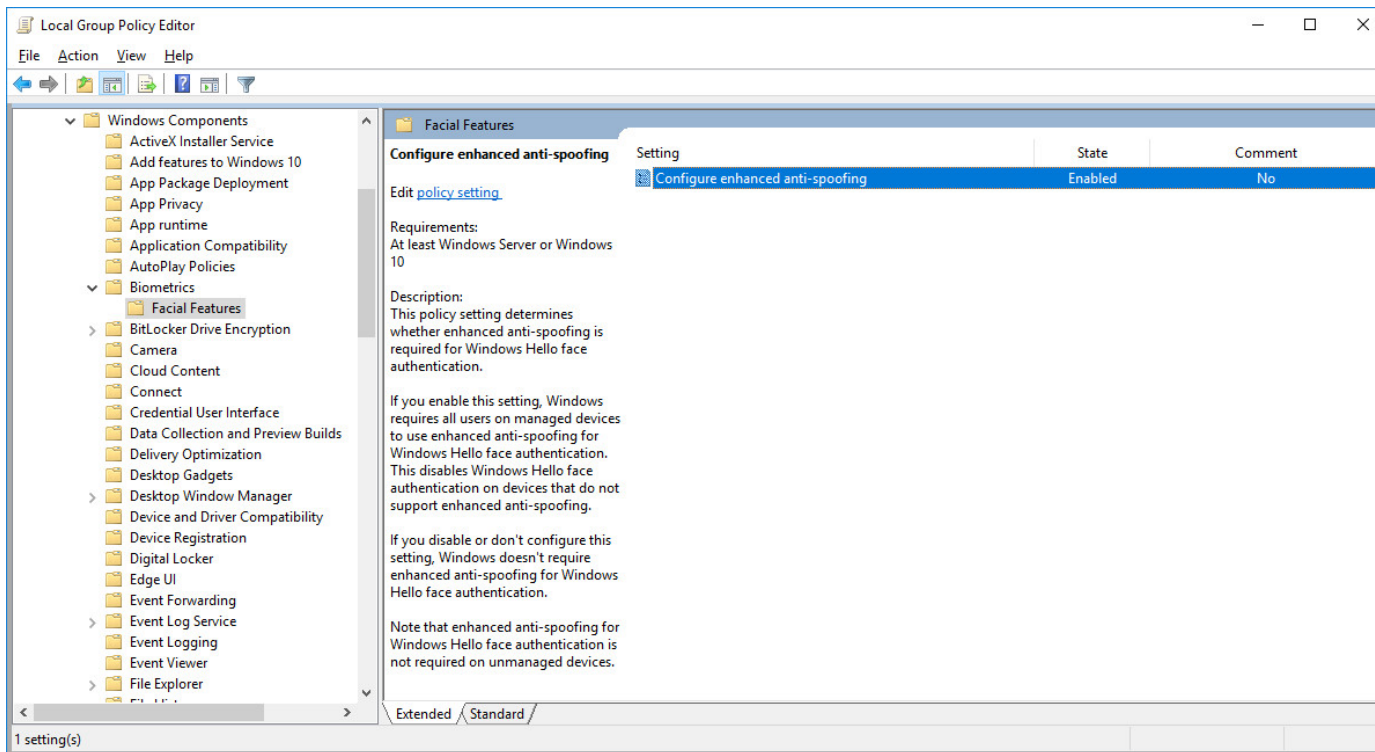 Local Group Policy Editor
File Action View Help
Windows Components
ActiveX Installer Service
Add features to Windows 10
App Package Deployment
App Privacy
App runtime
Application Compatibility
AutoPlay Policies
Biometrics
Facial Features
BitLocker Drive Encryption
Camera
Cloud Content
Connect
Credential User Interface
Data Collection and Preview Builds
Delivery Optimization
Desktop Gadgets
Desktop Window Manager
Device and Driver Compatibility
Device Registration
Digital Locker
Edge UI
Event Forwarding
Event Log Service
Event Logging
Event Viewer
File Explorer
Facial Features
Configure enhanced anti-spoofing
Edit policy setting
Requirements:
At least Windows Server or Windows
10
Description:
This policy setting determines
whether enhanced anti-spoofing is
required for Windows Hello face
authentication.
If you enable this setting, Windows
requires all users on managed devices
to use enhanced anti-spoofing for
Windows Hello face authentication.
This disables Windows Hello face
authentication on devices that do not
support enhanced anti-spoofing.
If you disable or don't configure this
setting, Windows doesn't require
enhanced anti-spoofing for Windows
Hello face authentication.
Note that enhanced anti-spoofing for
Windows Hello face authentication is
not required on unmanaged devices.
Setting State Comment
Configure enhanced anti-spoofing Enabled No
Extended Standard
1 setting(s)